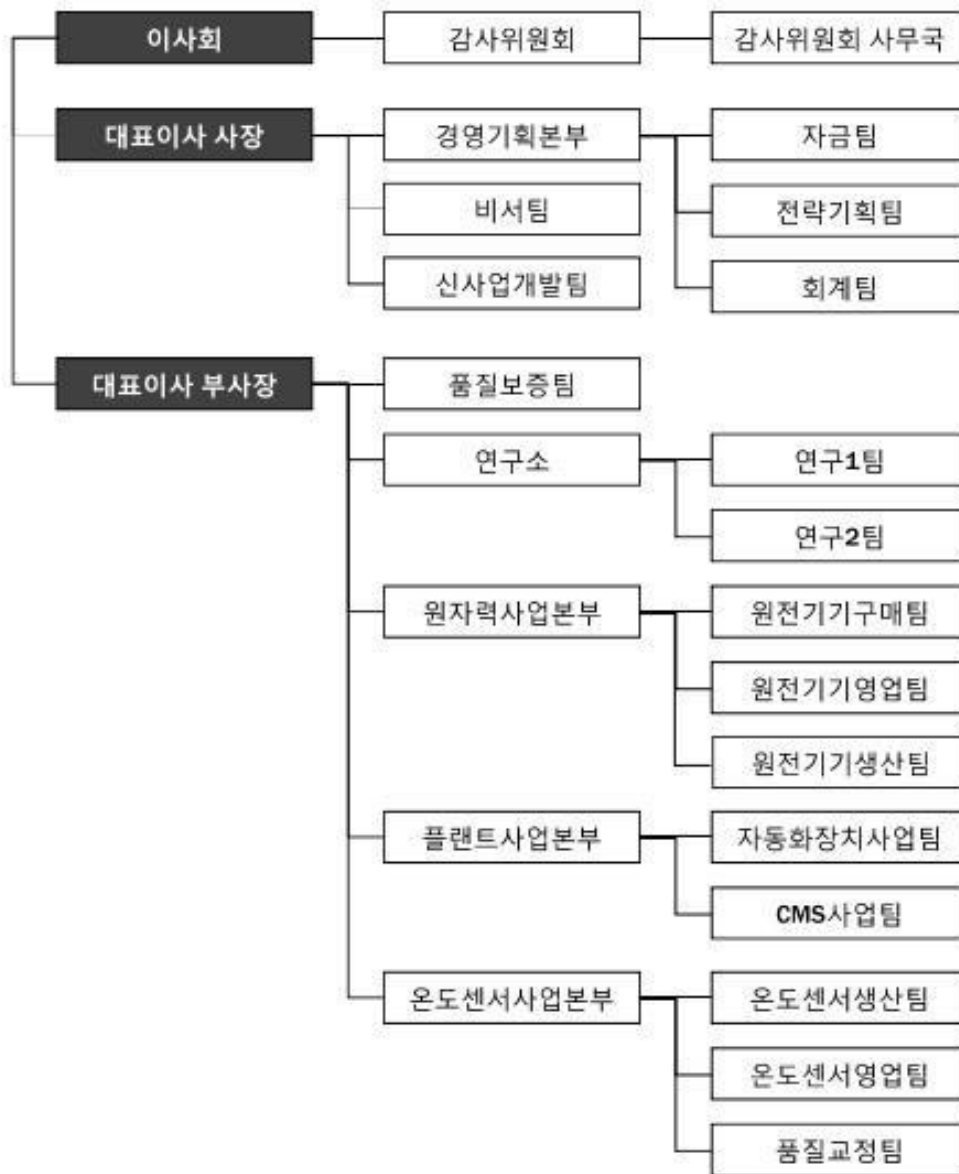 이사회 감사위원회 감사위원회 사무국
대표이사 사장 경영기획본부 자금팀
비서팀 전략기획팀
신사업개발팀 회계팀
대표이사 부사장 품질보증팀
연구소 연구1팀
연구2팀
원자력사업본부 원전기기구매팀
원전기기영업팀
원전기기생산팀
플랜트사업본부 자동화장치사업팀
CMS사업팀
온도센서사업본부 온도센서생산팀
온도센서영업팀
품질교정팀